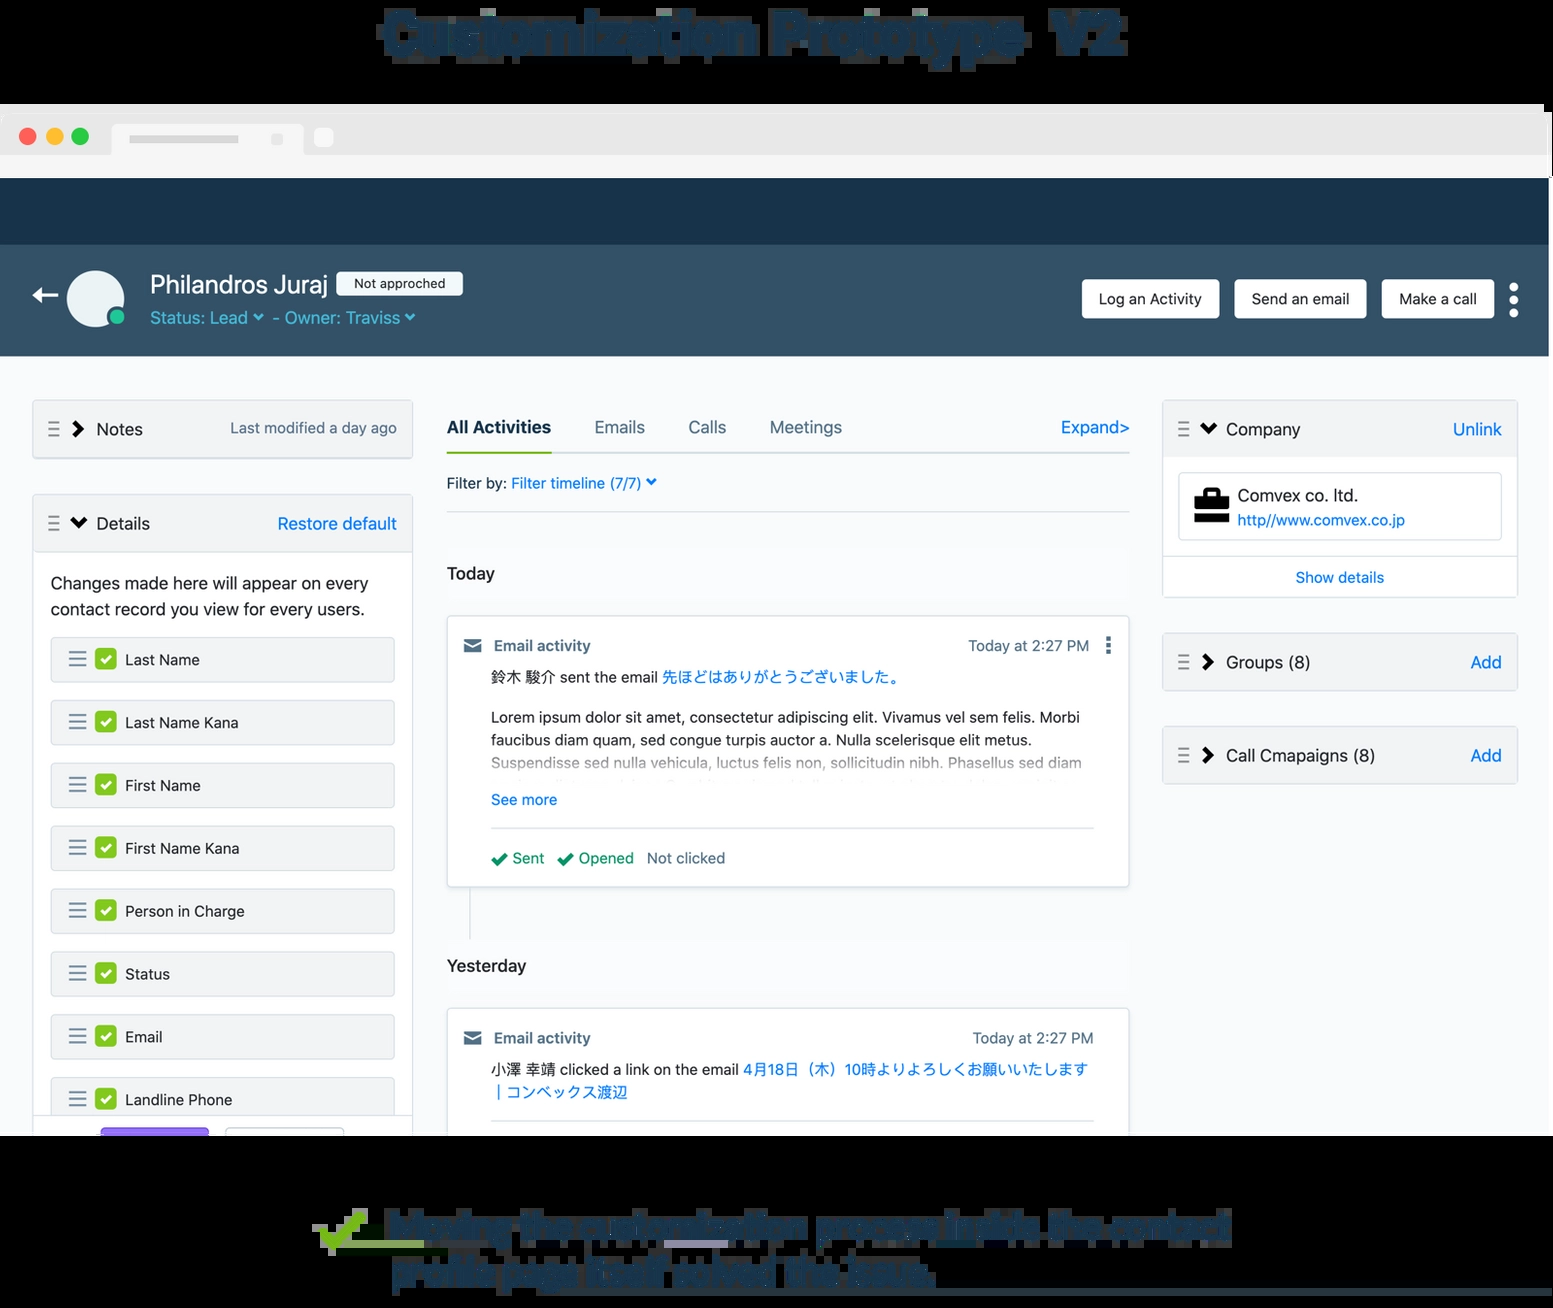 Customization Prototype V2
Philandros Juraj
Not approched
Status: Lead - Owner: Traviss
Log an Activity
Send an email
Make a call
Notes
Last modified a day ago
Details
Restore default
Changes made here will appear on every
contact record you view for every users.
Last Name
Last Name Kana
First Name
First Name Kana
Person in Charge
Status
Email
Landline Phone
All Activities
Emails
Calls
Meetings
Expand>
Filter by: Filter timeline (7/7)
Today
Email activity
Today at 2:27 PM
鈴木 駿介 sent the email 先ほどはありがとうございました。
Lorem ipsum dolor sit amet, consectetur adipiscing elit. Vivamus vel sem felis. Morbi
faucibus diam quam, sed congue turpis auctor a. Nulla scelerisque elit metus.
Suspendisse sed nulla vehicula, luctus felis non, sollicitudin nibh. Phasellus sed diam
See more
Sent
Opened
Not clicked
Yesterday
Email activity
Today at 2:27 PM
小澤 幸靖 clicked a link on the email 4月18日（木）10時よりよろしくお願いいたします
｜コンベックス渡辺
Company
Unlink
Comvex co. ltd.
http//www.comvex.co.jp
Show details
Groups (8)
Add
Call Cmapaigns (8)
Add
Moving the customization process inside the contact
profile page itself solved the issue.